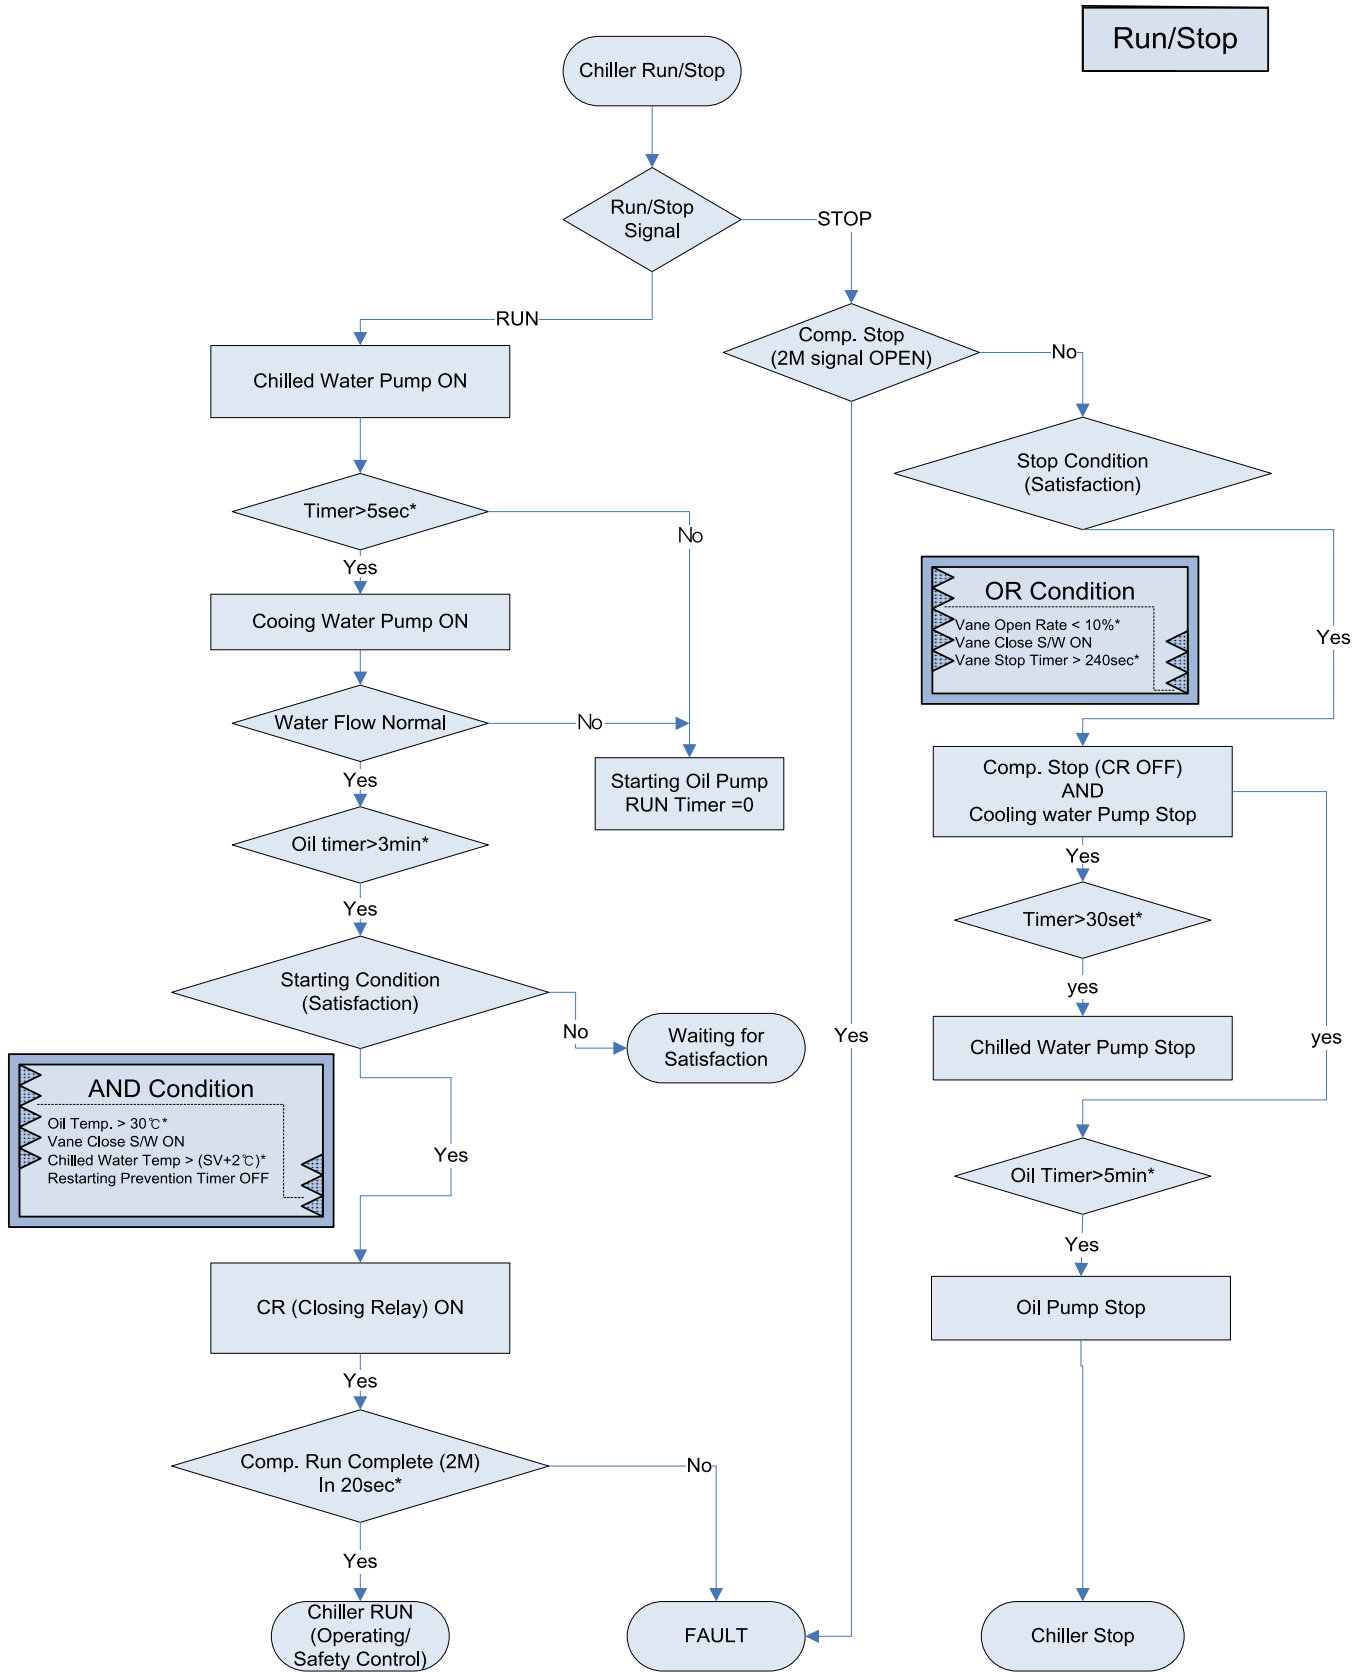 Run/Stop
Chiller Run/Stop
Run/Stop
Signal
STOP
RUN
Comp. Stop
(2M signal OPEN)
No
Chilled Water Pump ON
Stop Condition
(Satisfaction)
Timer>5sec*
No
Yes
Cooing Water Pump ON
OR Condition
Vane Open Rate < 10%*
Vane Close S/W ON
Vane Stop Timer > 240sec*
Yes
Water Flow Normal
No
Yes
Starting Oil Pump
RUN Timer =0
Comp. Stop (CR OFF)
AND
Cooling water Pump Stop
Oil timer>3min*
Yes
Yes
Timer>30set*
Starting Condition
(Satisfaction)
yes
No
Waiting for
Satisfaction
Yes
Chilled Water Pump Stop
yes
AND Condition
Oil Temp. > 30℃*
Vane Close S/W ON
Chilled Water Temp > (SV+2℃)*
Restarting Prevention Timer OFF
Yes
Oil Timer>5min*
Yes
CR (Closing Relay) ON
Oil Pump Stop
Yes
Comp. Run Complete (2M)
In 20sec*
No
Yes
Chiller RUN
(Operating/
Safety Control)
FAULT
Chiller Stop